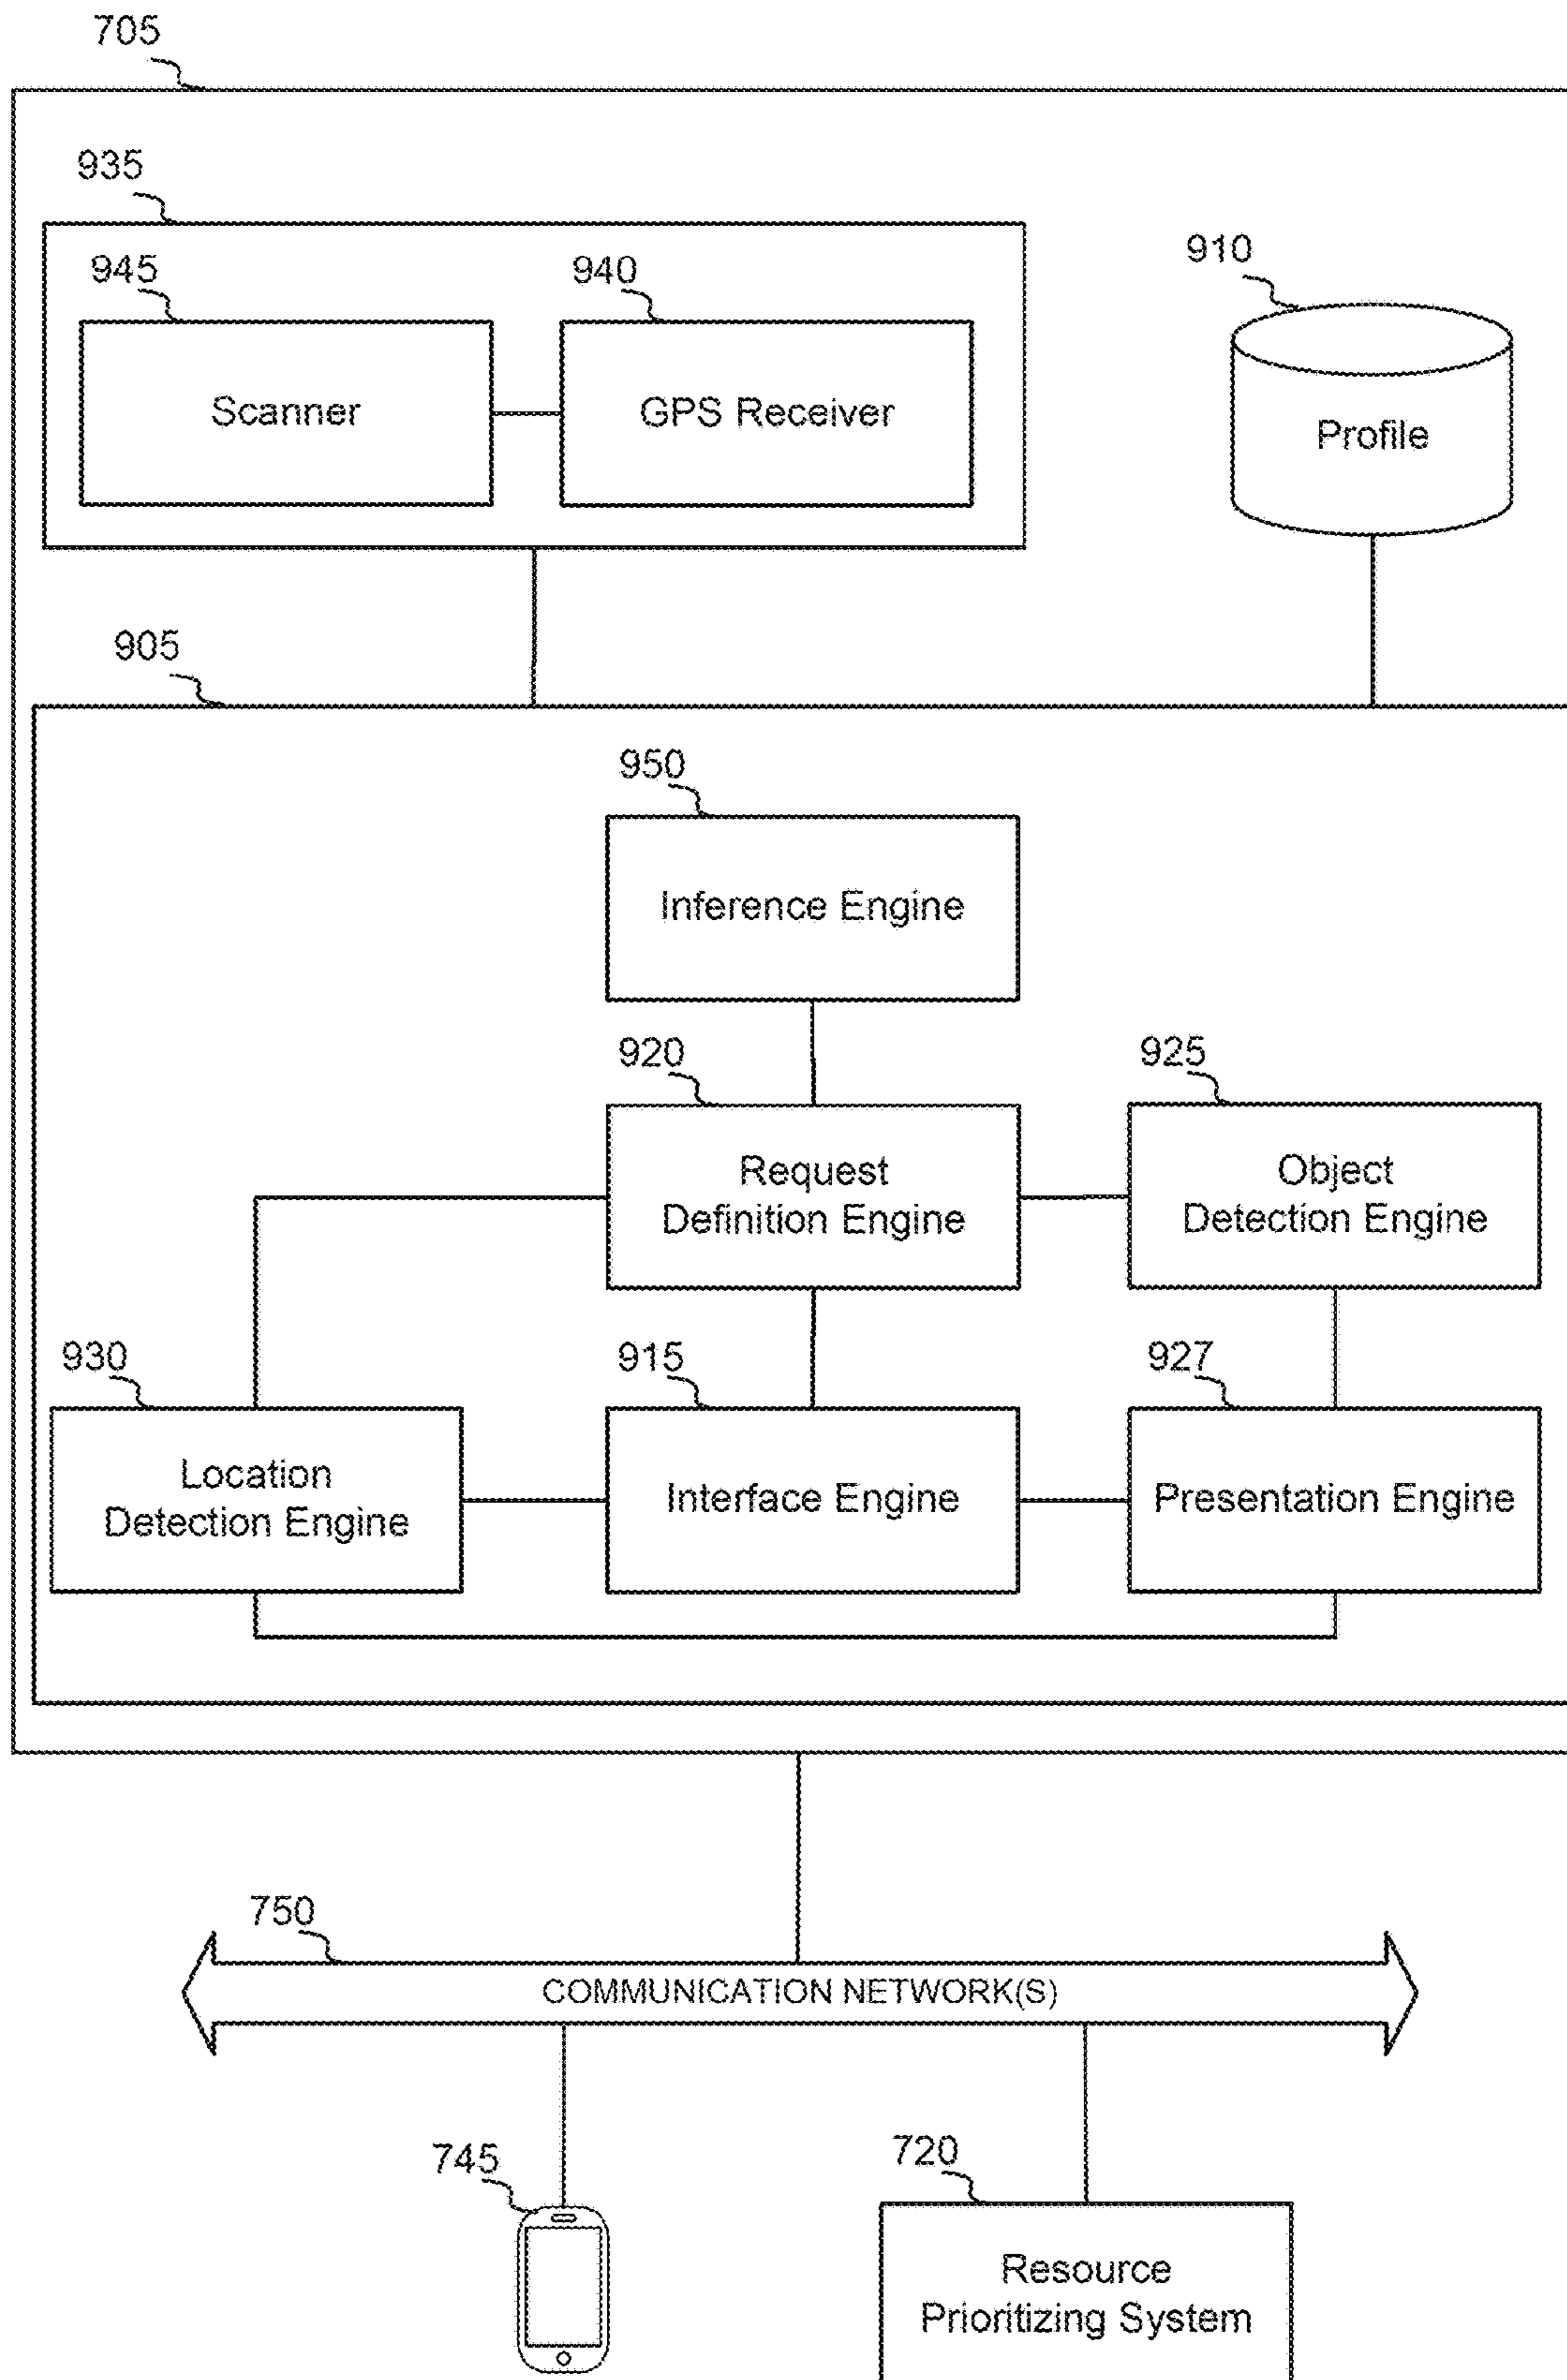 705
935
945
940
910
Scanner
GPS Receiver
Profile
905
950
Inference Engine
920
925
Request
Definition Engine
Object
Detection Engine
930
915
927
Location
Detection Engine
Interface Engine
Presentation Engine
750
COMMUNICATION NETWORK(S)
745
720
Resource
Prioritizing System